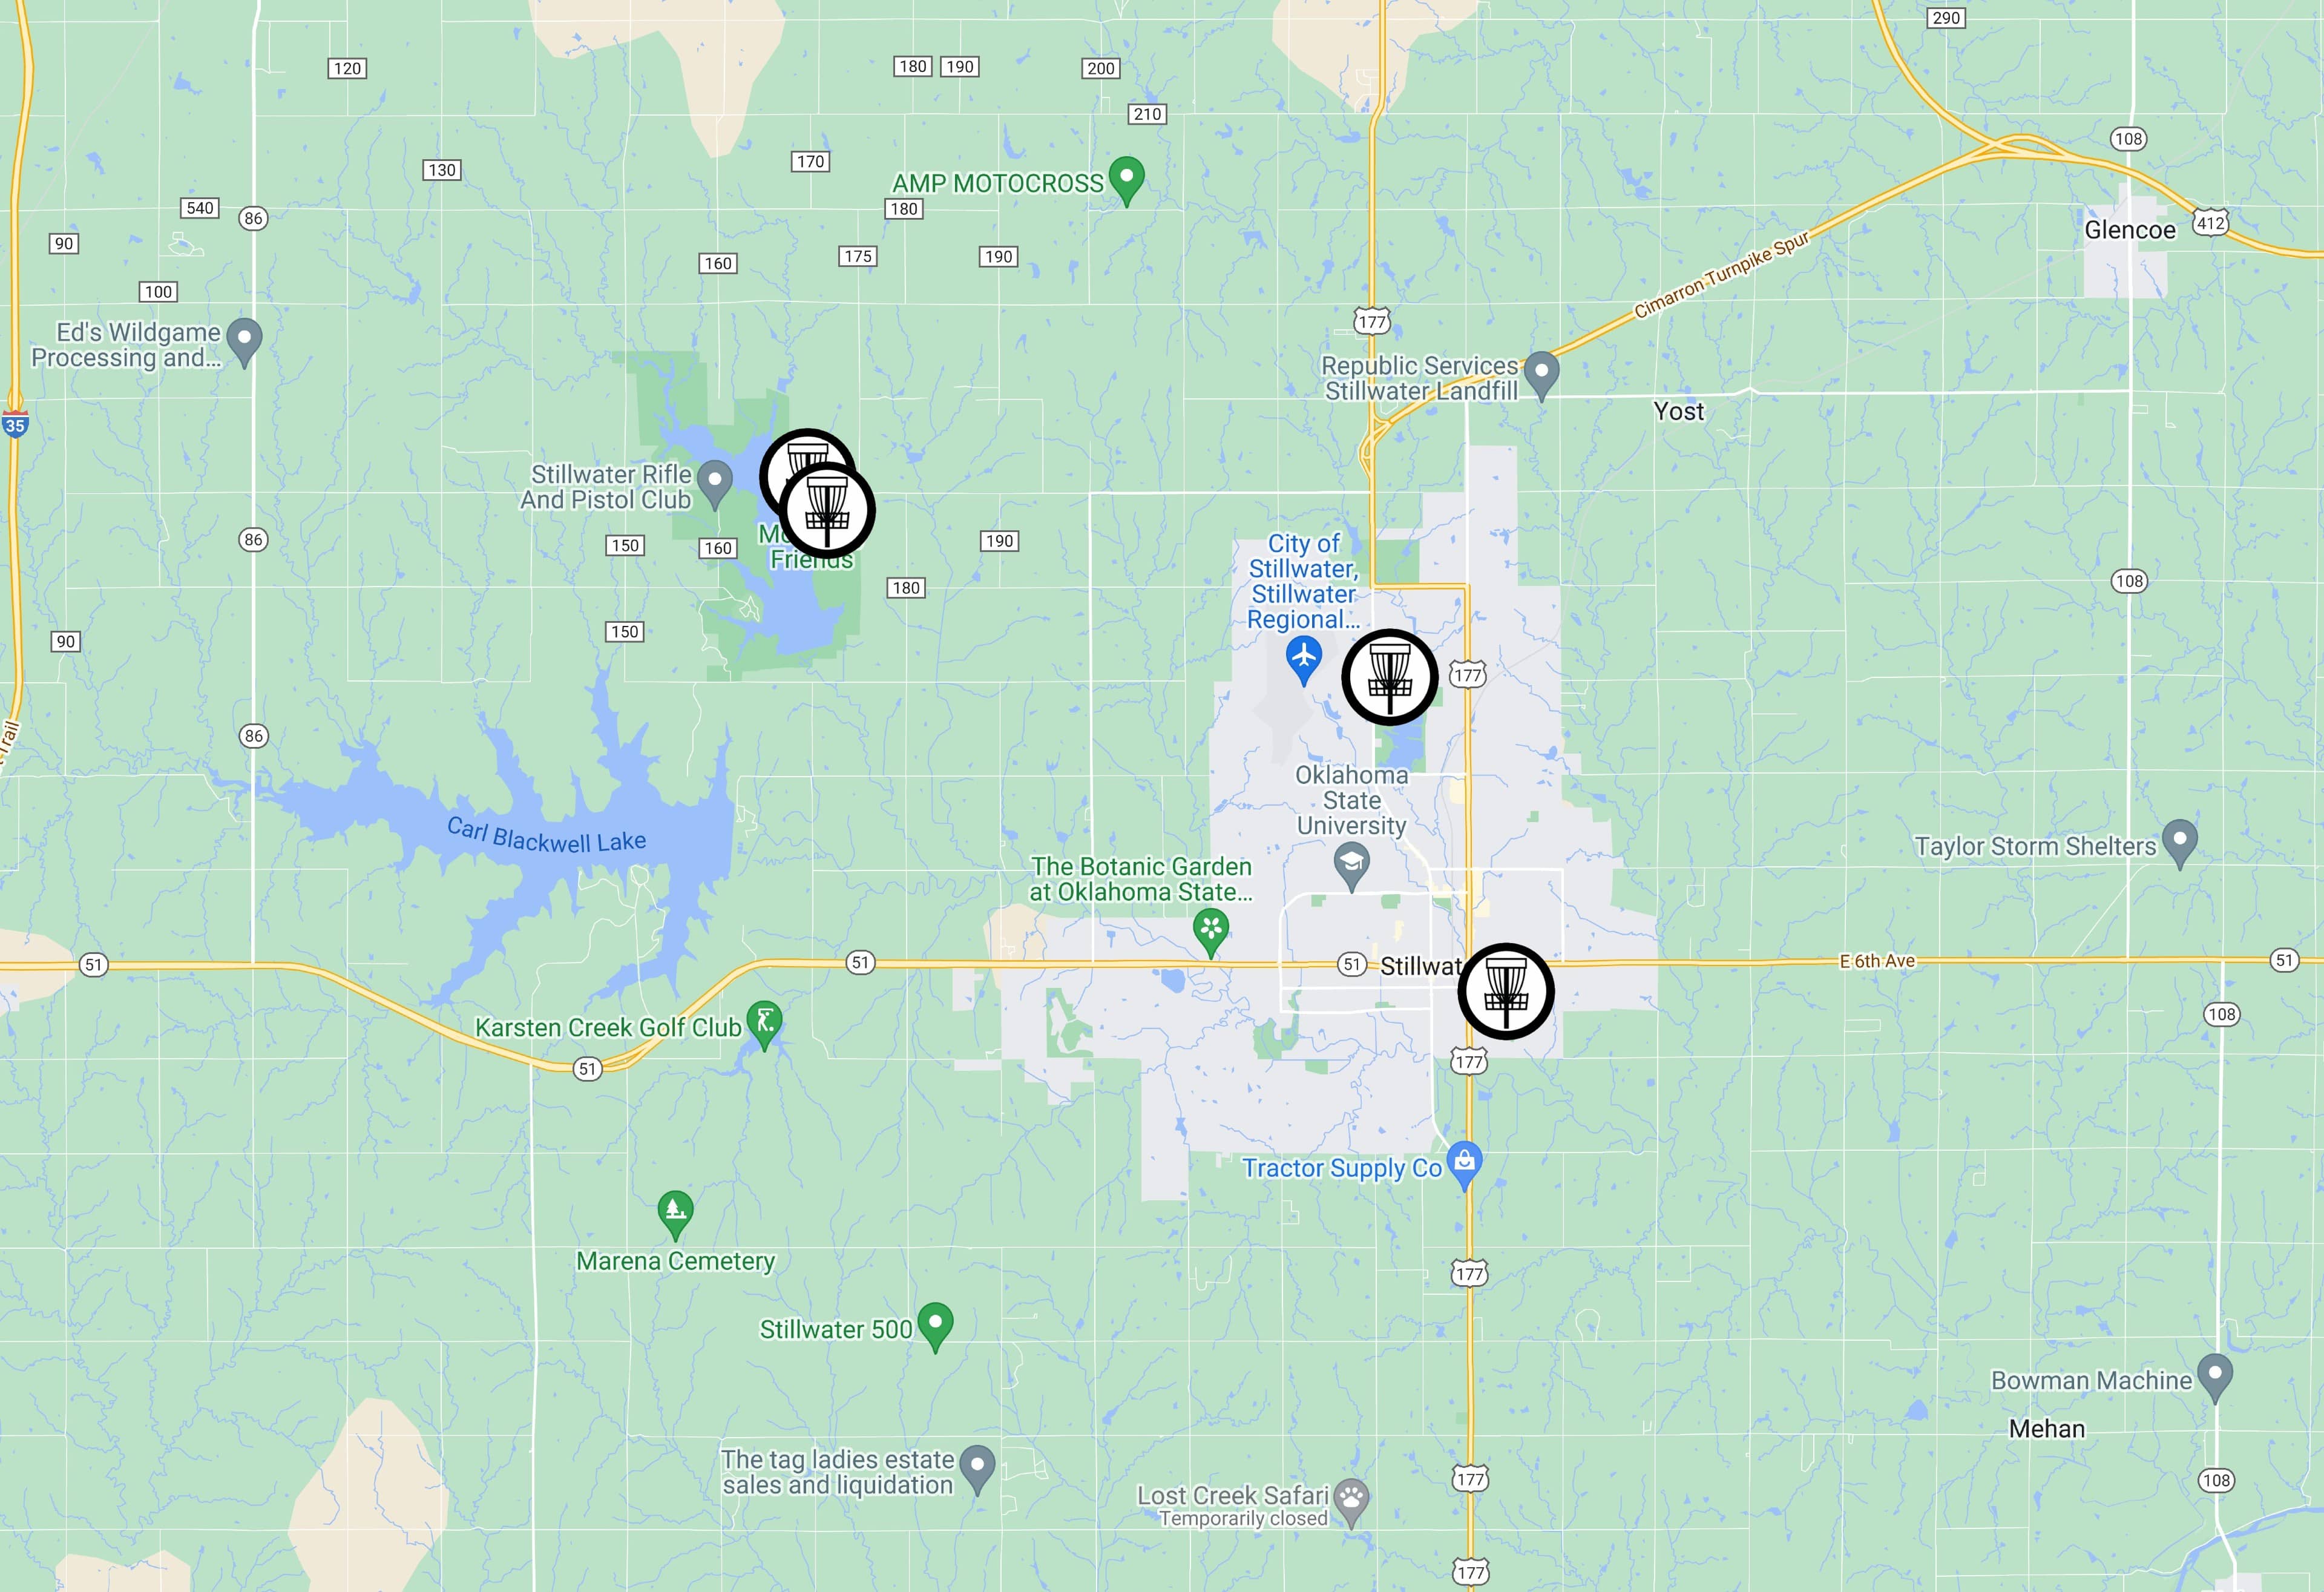 290
120
180
190
200
210
108
130
170
AMP MOTOCROSS
540
86
180
412
Glencoe
90
160
175
190
Cimarron Turnpike Spur
100
177
Ed's Wildgame
Processing and...
Republic Services
Stillwater Landfill
35
Yost
Stillwater Rifle
And Pistol Club
86
150
160
Friends
190
City of
Stillwater,
Stillwater
Regional...
180
108
90
150
177
Trail
86
Oklahoma
State
University
Carl Blackwell Lake
Taylor Storm Shelters
The Botanic Garden
at Oklahoma State...
51
51
51
E 6th Ave
51
108
Karsten Creek Golf Club
51
177
Tractor Supply Co
Marena Cemetery
177
Stillwater 500
Bowman Machine
Mehan
The tag ladies estate
sales and liquidation
177
108
Lost Creek Safari
Temporarily closed
177